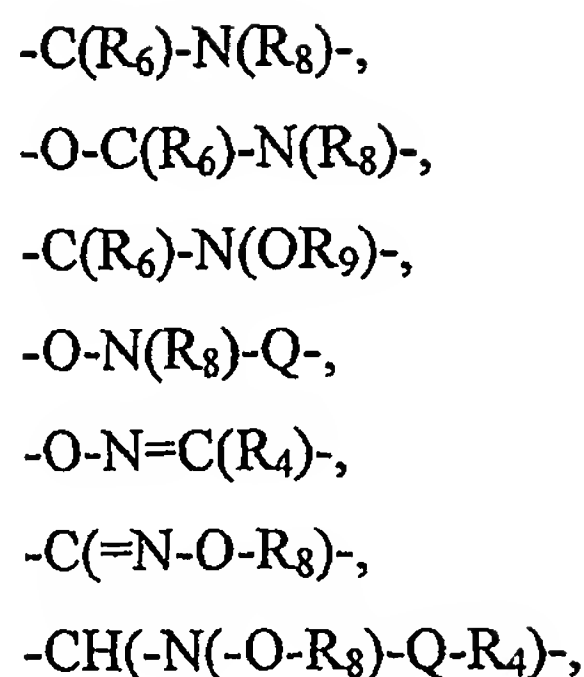 -C(R₆)-N(R₈)-,
-O-C(R₆)-N(R₈)-,
-C(R₆)-N(OR₉)-,
-O-N(R₈)-Q-,
-O-N=C(R₄)-,
-C(=N-O-R₈)-,
-CH(-N(-O-R₈)-Q-R₄)-,